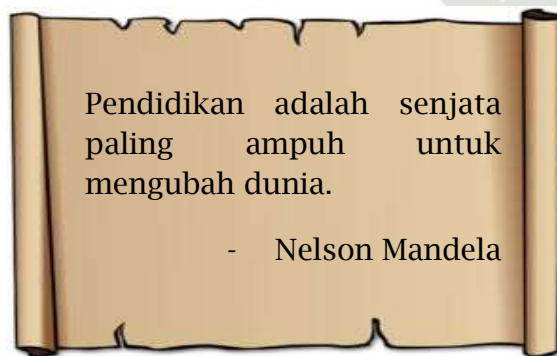 Pendidikan adalah senjata
paling ampuh untuk
mengubah dunia.
- Nelson Mandela